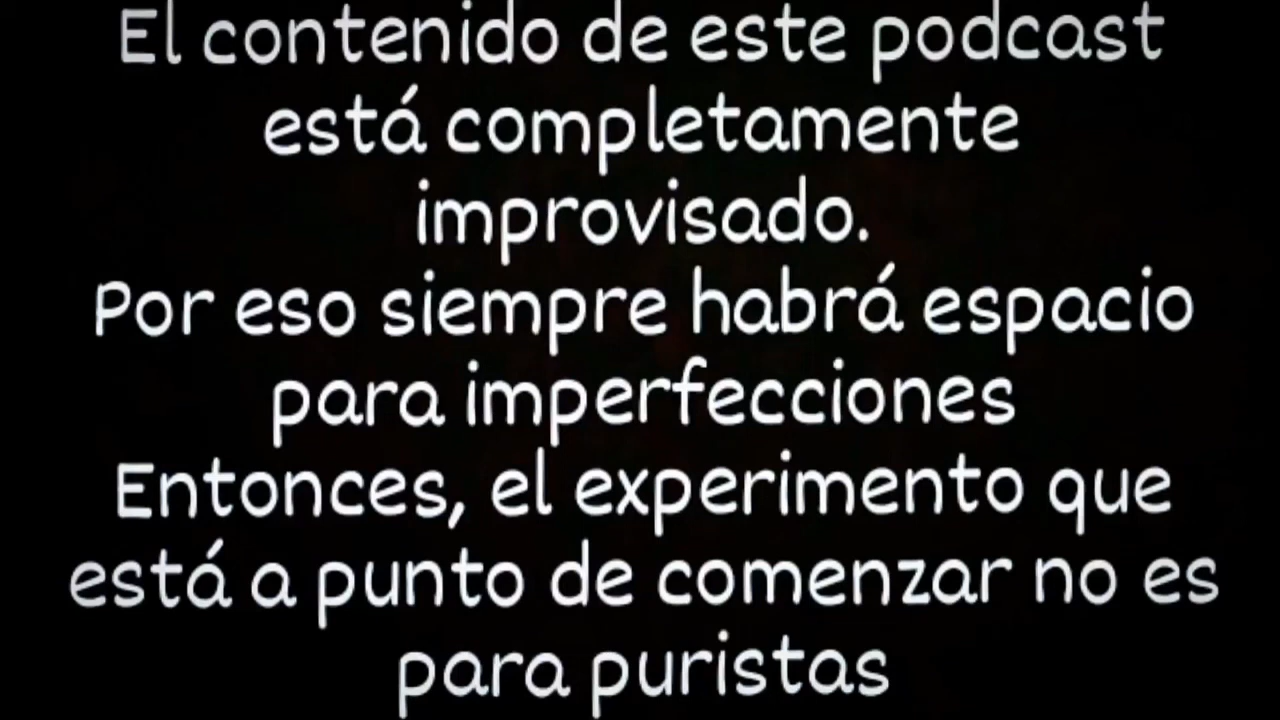 El contenido de este podcast
está completamente
improvisado.
Por eso siempre habrá espacio
para imperfecciones
Entonces, el experimento que
está a punto de comenzar no es
para puristas